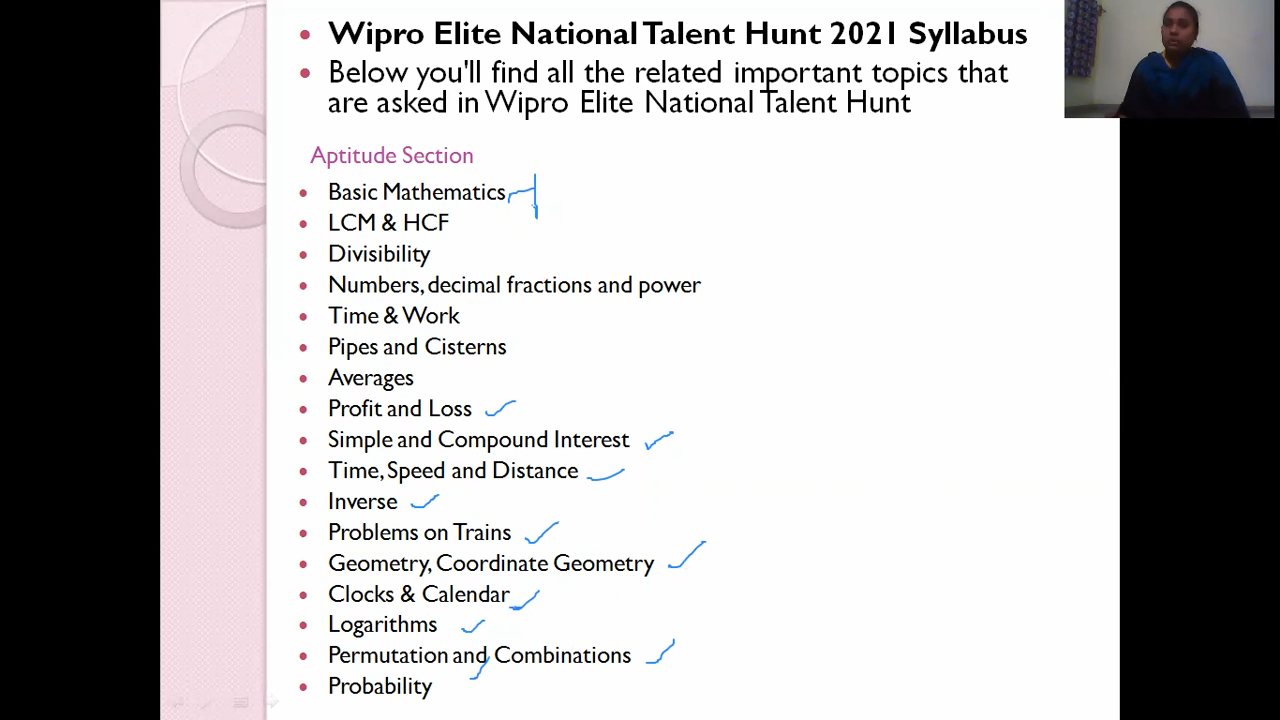 Wipro Elite National Talent Hunt 2021 Syllabus
Below you'll find all the related important topics that
are asked in Wipro Elite National Talent Hunt
Aptitude Section
Basic Mathematics
LCM & HCF
Divisibility
Numbers, decimal fractions and power
Time & Work
Pipes and Cisterns
Averages
Profit and Loss
Simple and Compound Interest
Time, Speed and Distance
Inverse
Problems on Trains
Geometry, Coordinate Geometry
Clocks & Calendar
Logarithms
Permutation and Combinations
Probability